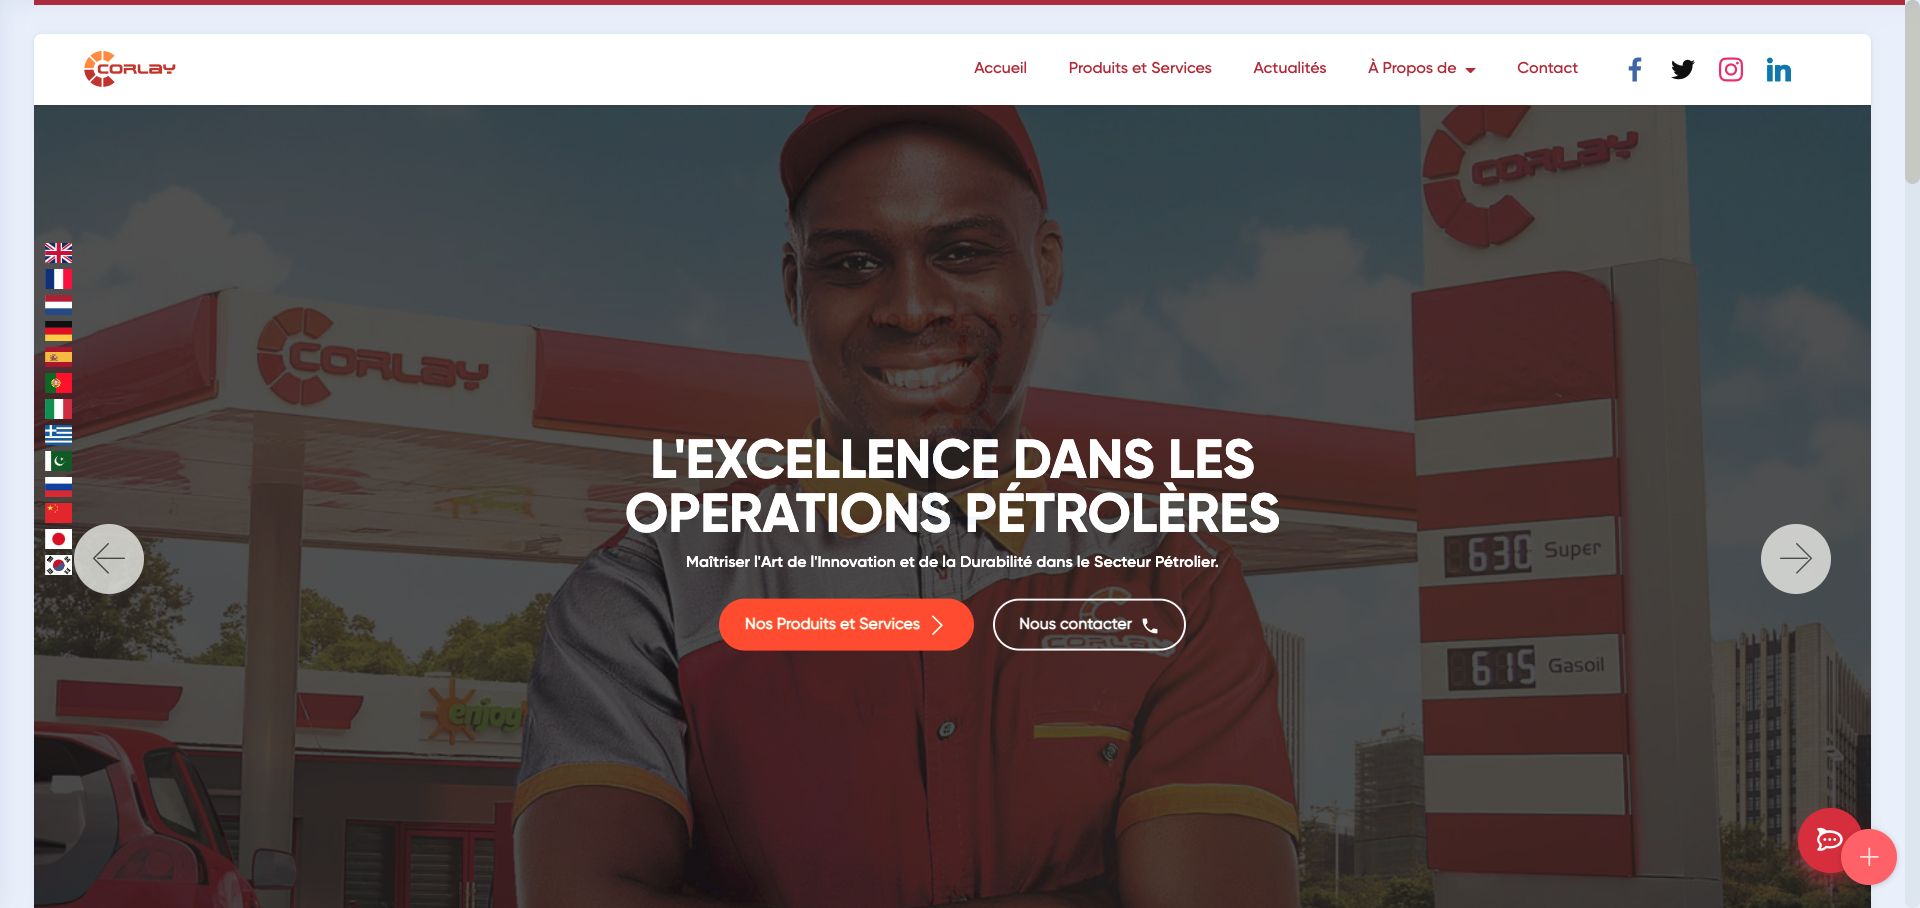 CORLAY
Accueil
Produits et Services
Actualités
À Propos de
Contact
CORLAY
CORLAY
L'EXCELLENCE DANS LES
OPERATIONS PÉTROLÈRES
Maîtriser l'Art de l'Innovation et de la Durabilité dans le Secteur Pétrolier.
630 Super
Nos Produits et Services
Nous contacter
CORLAY
615 Gasoil
enjoy